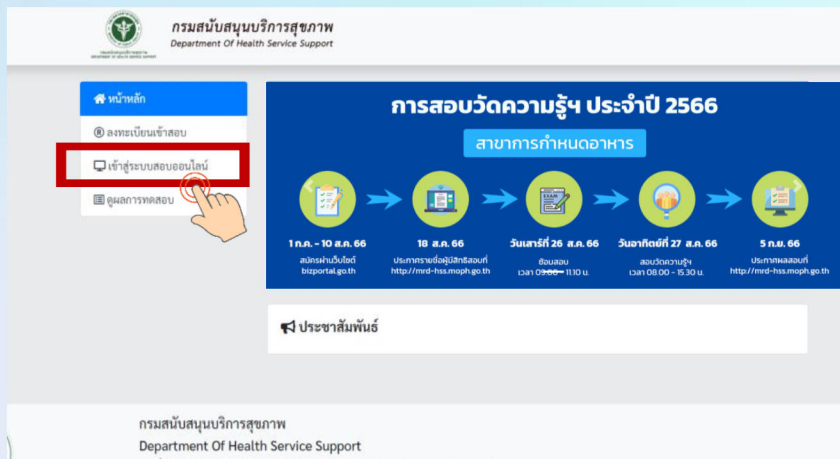 กรมสนับสนุนบริการสุขภาพ
Department Of Health Service Support
หน้าหลัก
ลงทะเบียนเข้าสอบ
เข้าสู่ระบบสอบออนไลน์
ดูผลการทดสอบ
การสอบวัดความรู้ฯ ประจำปี 2566
สาขาการกำหนดอาหาร
1 ก.ค. - 10 ส.ค. 66
สมัครผ่านเว็บไซต์
bizportal.go.th
18 ส.ค. 66
ประกาศรายชื่อผู้มีสิทธิสอบที่
http://mrd-hss.moph.go.th
วันเสาร์ที่ 26 ส.ค. 66
ซ้อมสอบ
เวลา 09.00 - 11.10 น.
วันอาทิตย์ที่ 27 ส.ค. 66
สอบวัดความรู้ฯ
เวลา 08.00 - 15.30 น.
5 ก.ย. 66
ประกาศผลสอบที่
http://mrd-hss.moph.go.th
EXAM
ประชาสัมพันธ์
กรมสนับสนุนบริการสุขภาพ
Department Of Health Service Support